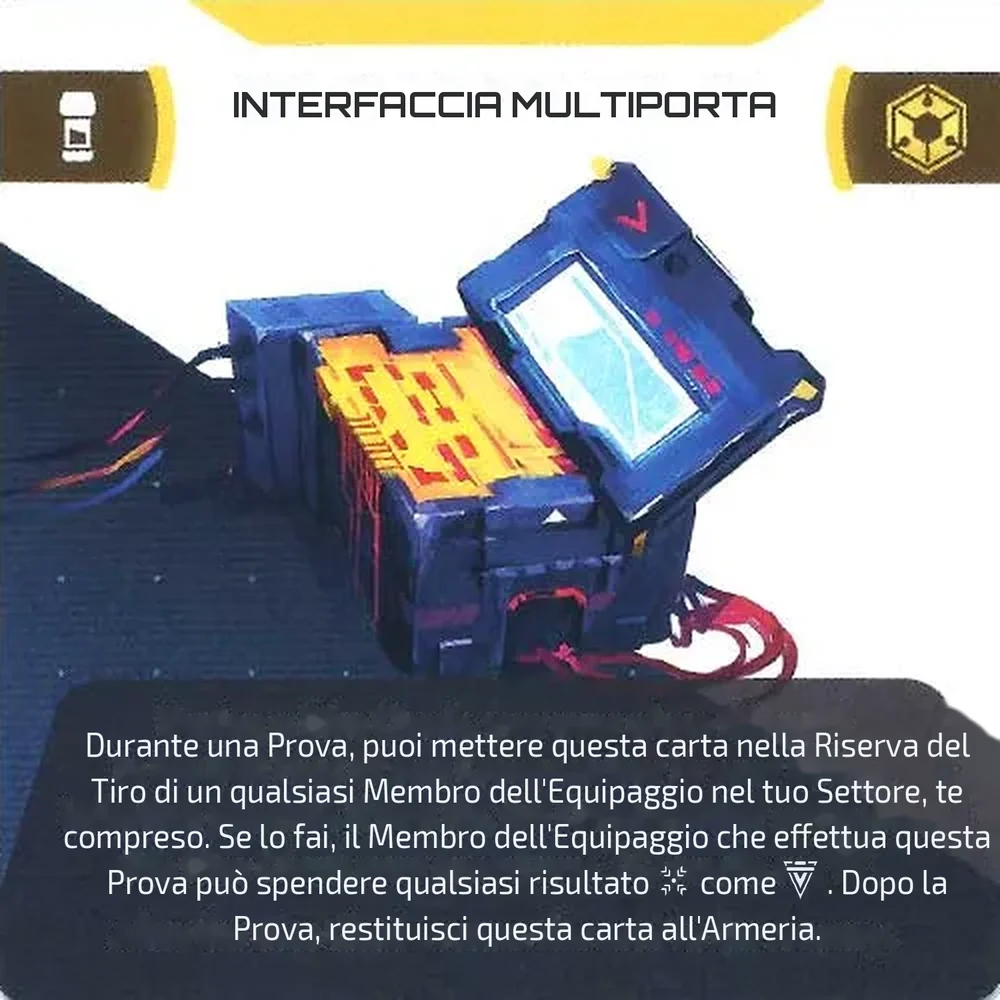 INTERFACCIA MULTIPORTA
Durante una Prova, puoi mettere questa carta nella Riserva del
Tiro di un qualsiasi Membro dell'Equipaggio nel tuo Settore, te
compreso. Se lo fai, il Membro dell'Equipaggio che effettua questa
Prova può spendere qualsiasi risultato come . Dopo la
Prova, restituisci questa carta all'Armeria.